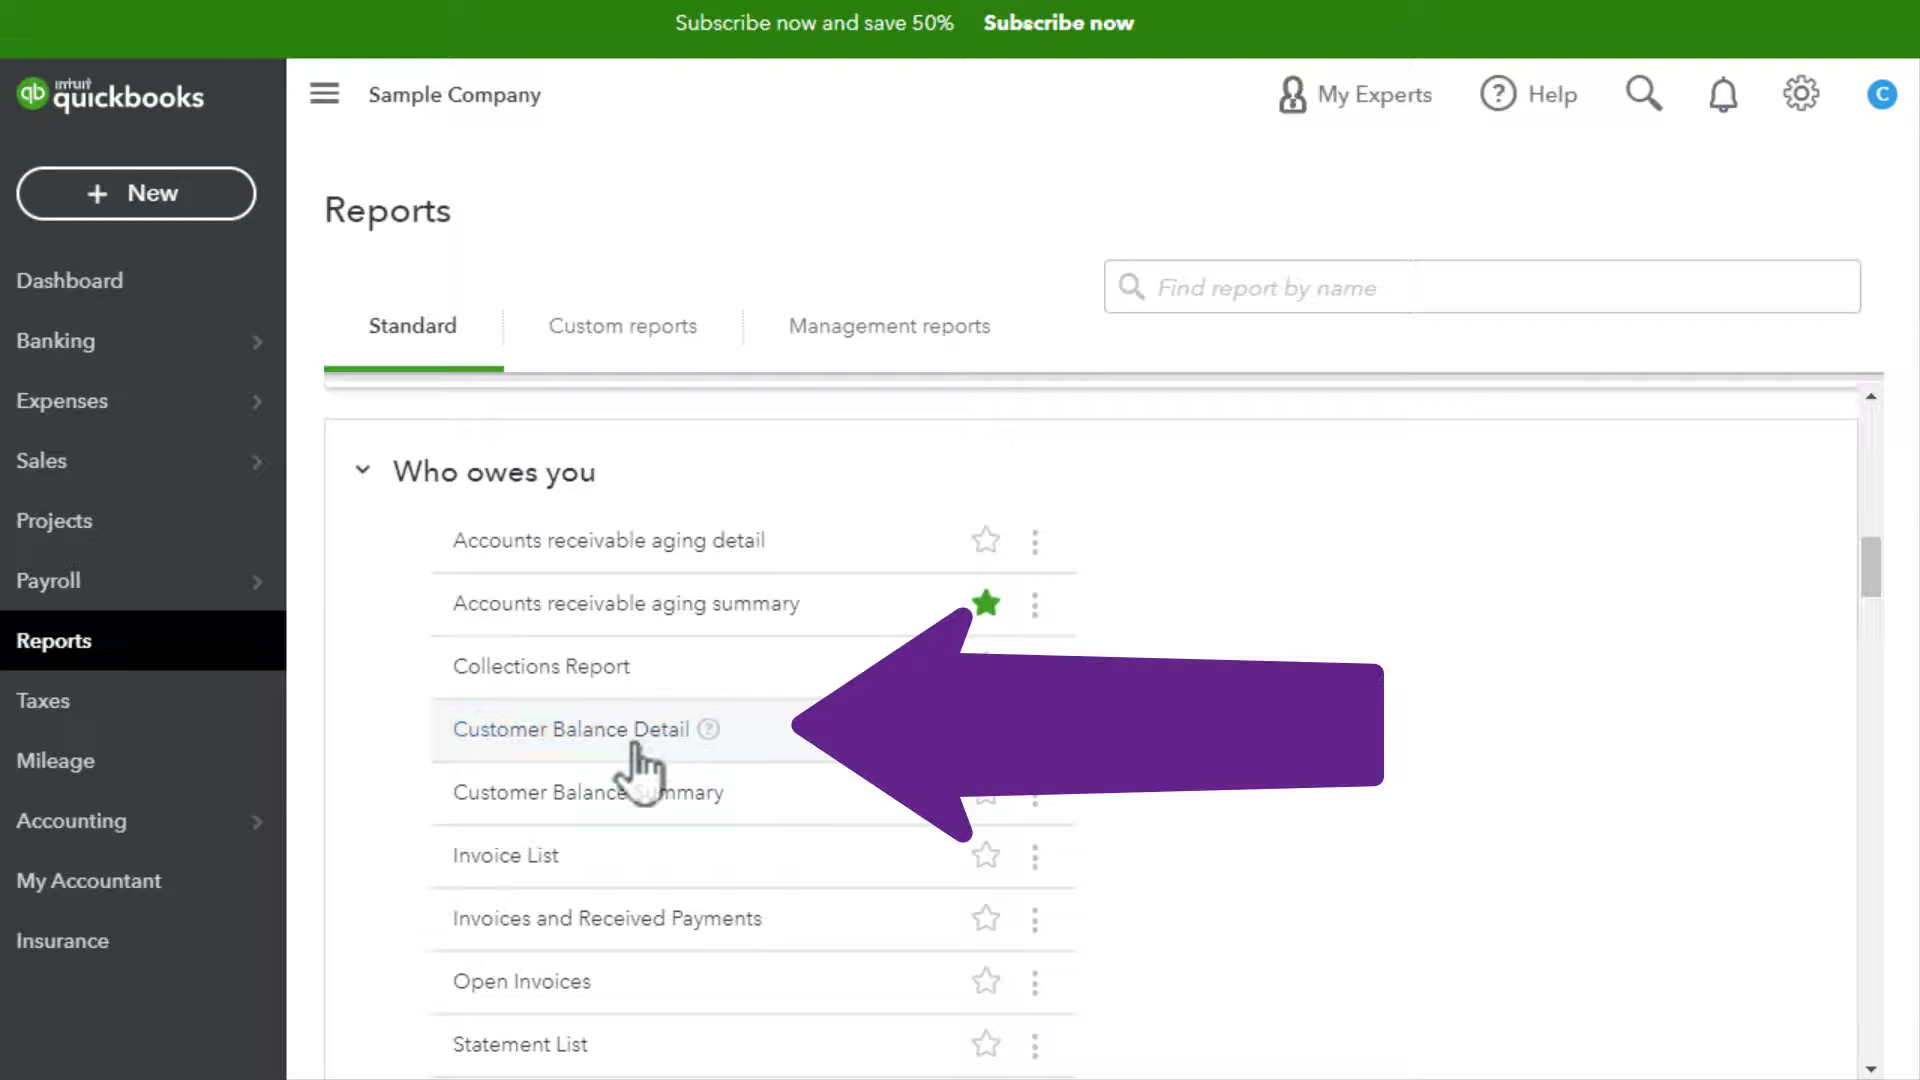 Subscribe now and save 50% Subscribe now
intuit
qb quickbooks
Sample Company
My Experts
? Help
C
+ New
Reports
Find report by name
Standard
Custom reports
Management reports
Dashboard
Banking
Expenses
Sales
Projects
Payroll
Reports
Taxes
Mileage
Accounting
My Accountant
Insurance
Who owes you
Accounts receivable aging detail
Accounts receivable aging summary
Collections Report
Customer Balance Detail ?
Customer Balance Summary
Invoice List
Invoices and Received Payments
Open Invoices
Statement List